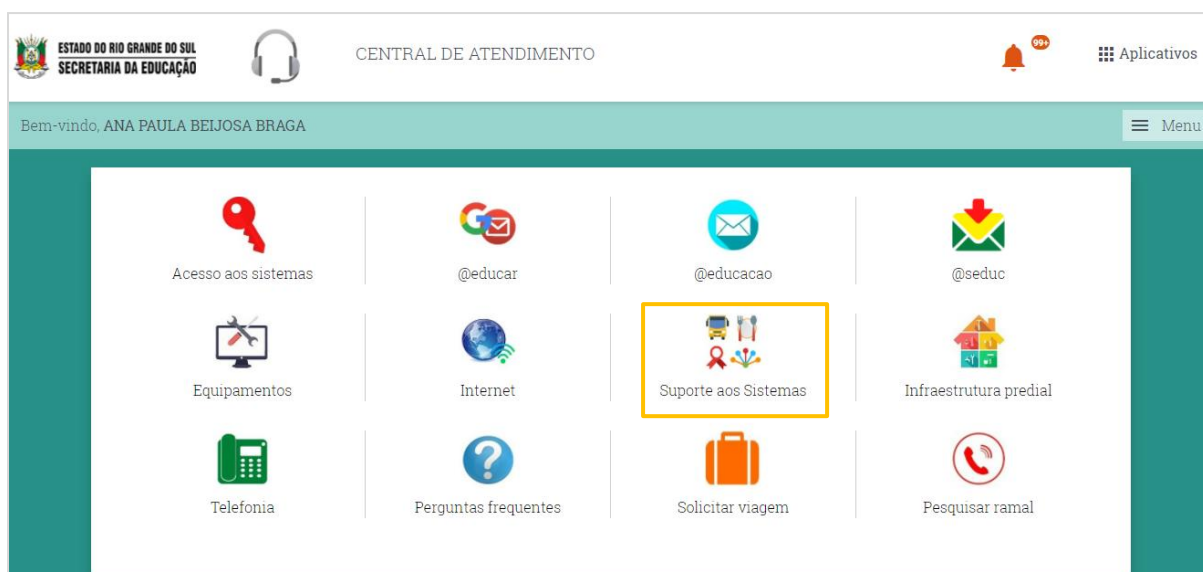 ESTADO DO RIO GRANDE DO SUL
SECRETARIA DA EDUCAÇÃO
CENTRAL DE ATENDIMENTO
99+
Aplicativos
Bem-vindo, ANA PAULA BEIJOSA BRAGA
Menu
Acesso aos sistemas
@educar
@educacao
@seduc
Equipamentos
Internet
Suporte aos Sistemas
Infraestrutura predial
Telefonia
Perguntas frequentes
Solicitar viagem
Pesquisar ramal